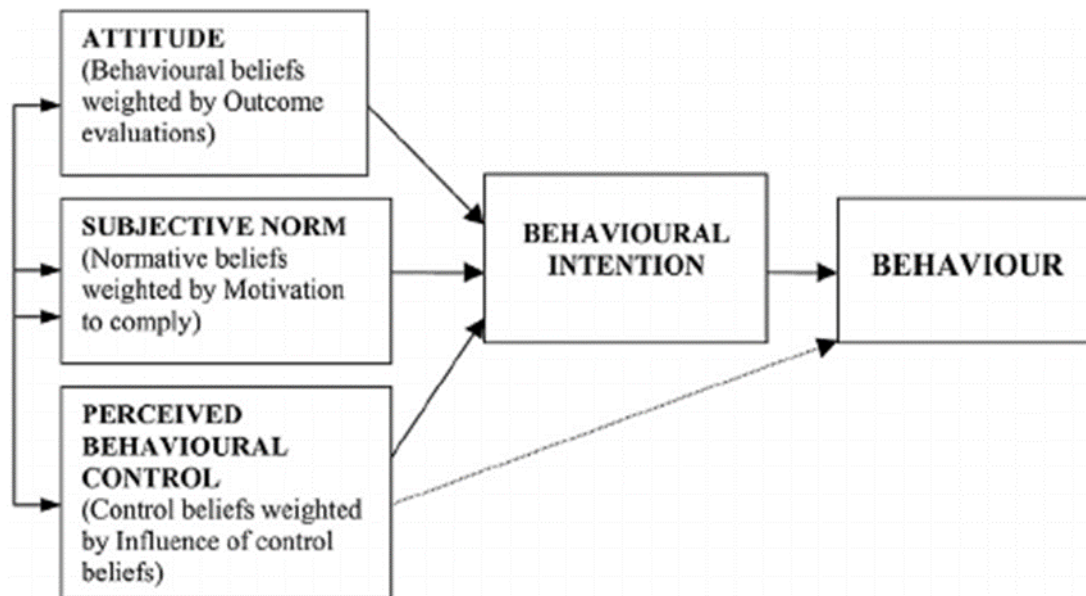 ATTITUDE
(Behavioural beliefs
weighted by Outcome
evaluations)
SUBJECTIVE NORM
(Normative beliefs
weighted by Motivation
to comply)
PERCEIVED
BEHAVIOURAL
CONTROL
(Control beliefs weighted
by Influence of control
beliefs)
BEHAVIOURAL
INTENTION
BEHAVIOUR